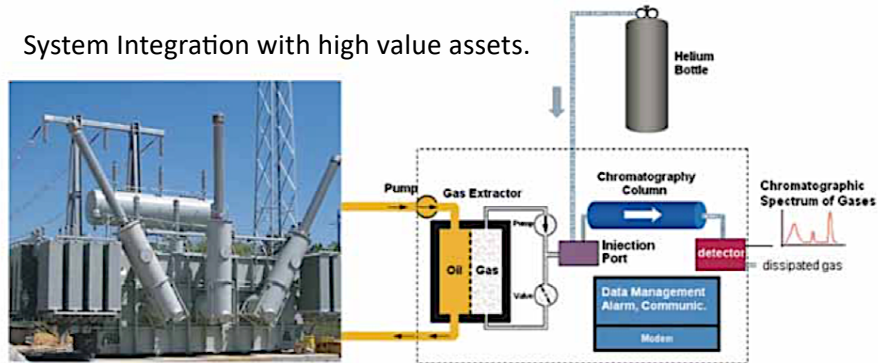 System Integration with high value assets.
Helium
Bottle
Pump
Gas Extractor
Chromatography
Column
Chromatographic
Spectrum of Gases
Pump
Oil
Gas
Injection
Port
detector
dissipated gas
Valve
Data Management
Alarm, Communic.
Modem